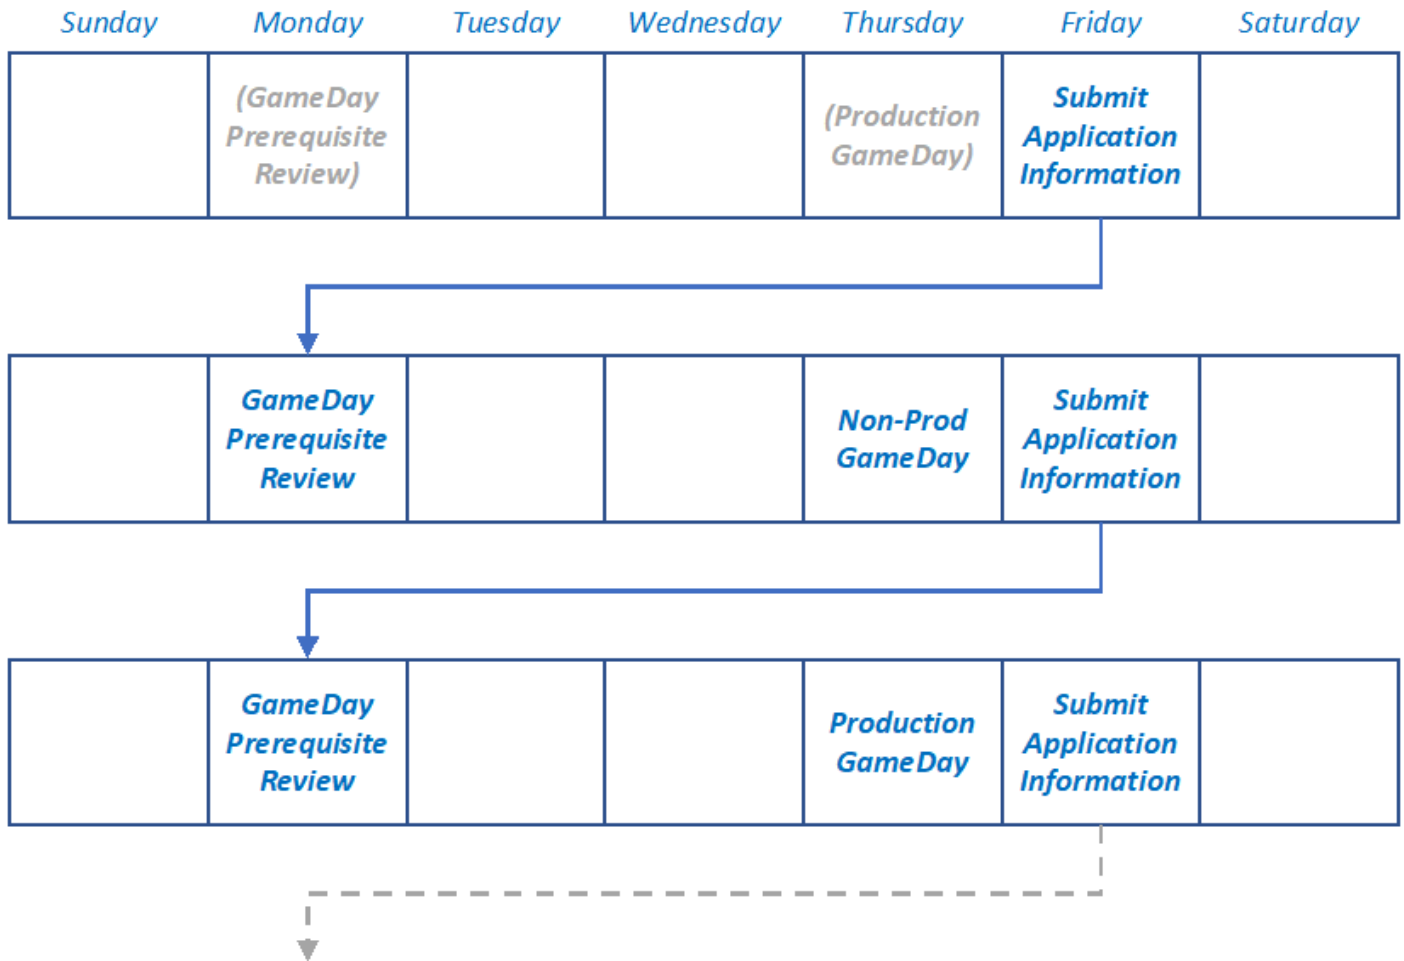 Sunday Monday Tuesday Wednesday Thursday Friday Saturday
(GameDay
Prerequisite
Review)
(Production
GameDay)
Submit
Application
Information
GameDay
Prerequisite
Review
Non-Prod
GameDay
Submit
Application
Information
GameDay
Prerequisite
Review
Production
GameDay
Submit
Application
Information